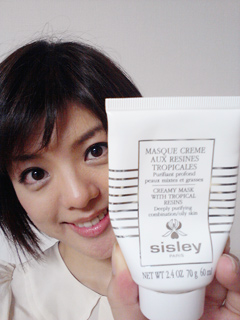 MASQUE CREME
AUX RESINES
TROPICALES
Purifiant profond
peaux mixtes et grasses
CREAMY MASK
WITH TROPICAL
RESINS
Deeply purifying
combination/oily skin
sisley
PARIS
NET WT 2.4 OZ 70 g 60 ml